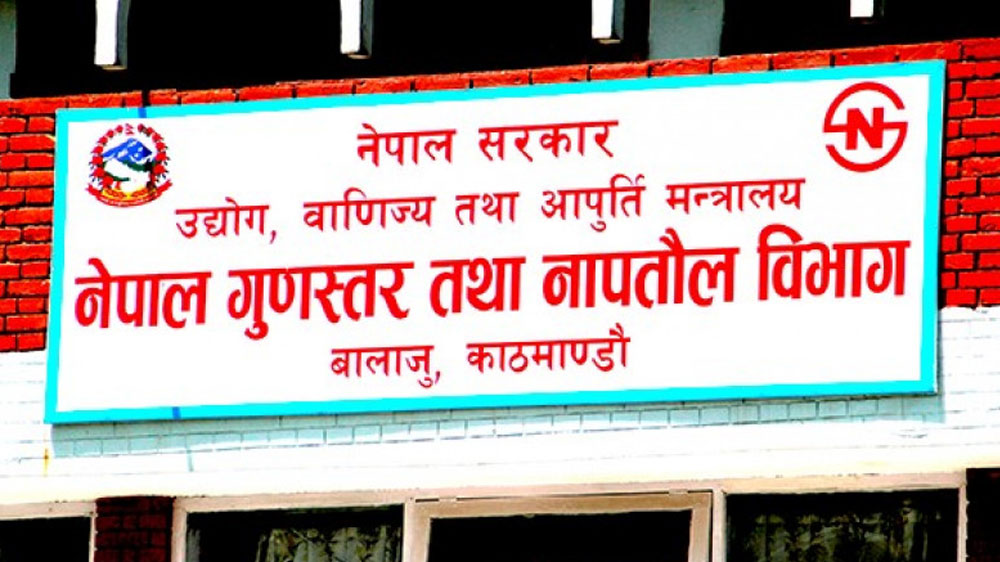 नेपाल सरकार
उद्योग, वाणिज्य तथा आपुर्ति मन्त्रालय
नेपाल गुणस्तर तथा नापतौल विभाग
बालाजु, काठमाण्डौ